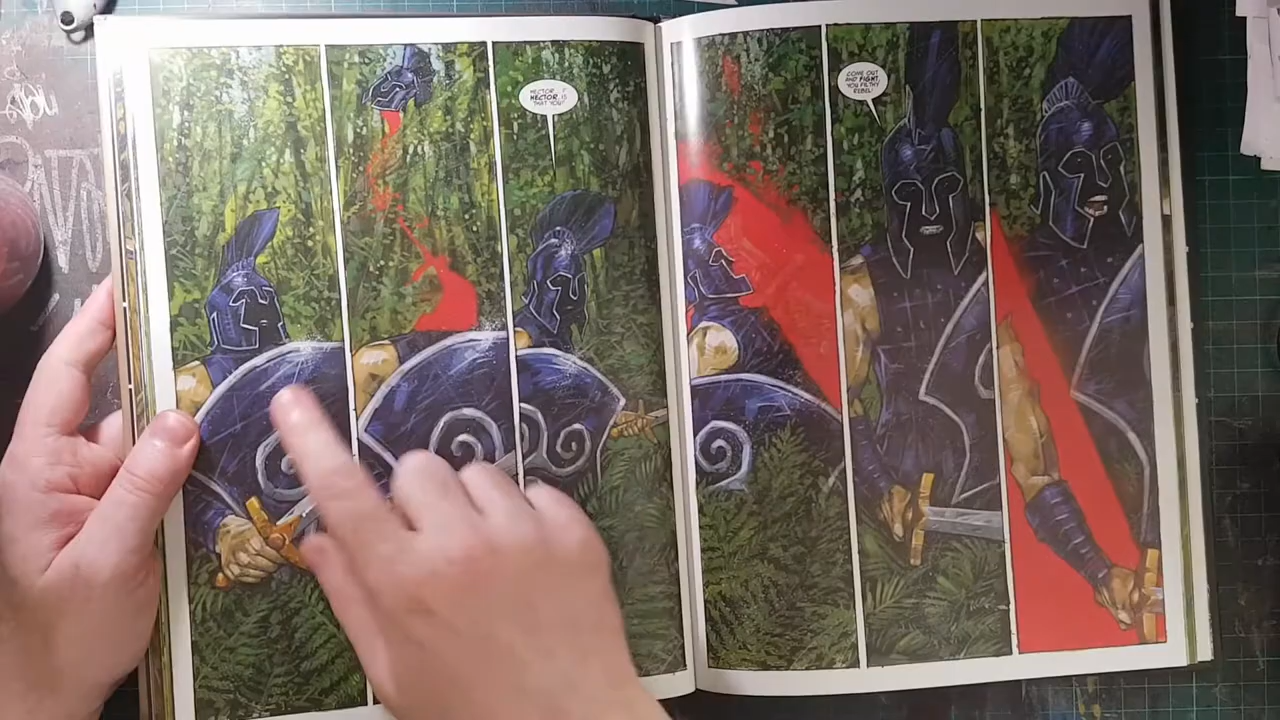 HECTOR...?
HECTOR, IS
THAT YOU?
COME OUT
AND FIGHT,
YOU FILTHY
REBEL!